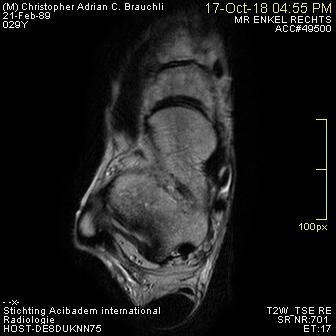 (M) Christopher Adrian C. Brauchli
21-Feb-89
029Y
17-Oct-18 04:55 PM
MR ENKEL RECHTS
ACC#49500
100px
--x-
Stichting Acibadem international
Radiologie
HOST-DE8DUKNN75
T2W_TSE RE
SR NR:701
ET:17